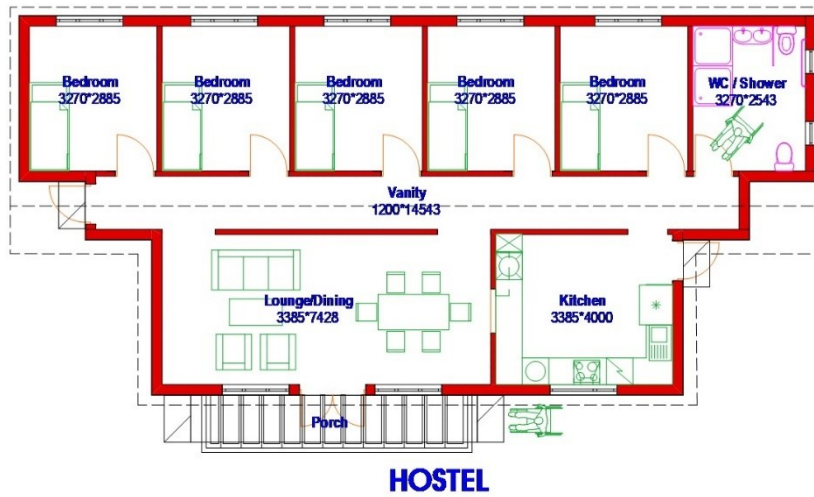 Bedroom
3270*2885
Bedroom
3270*2885
Bedroom
3270*2885
Bedroom
3270*2885
Bedroom
3270*2885
WC / Shower
3270*2543
Vanity
1200*14543
Lounge/Dining
3385*7428
Kitchen
3385*4000
Porch
HOSTEL